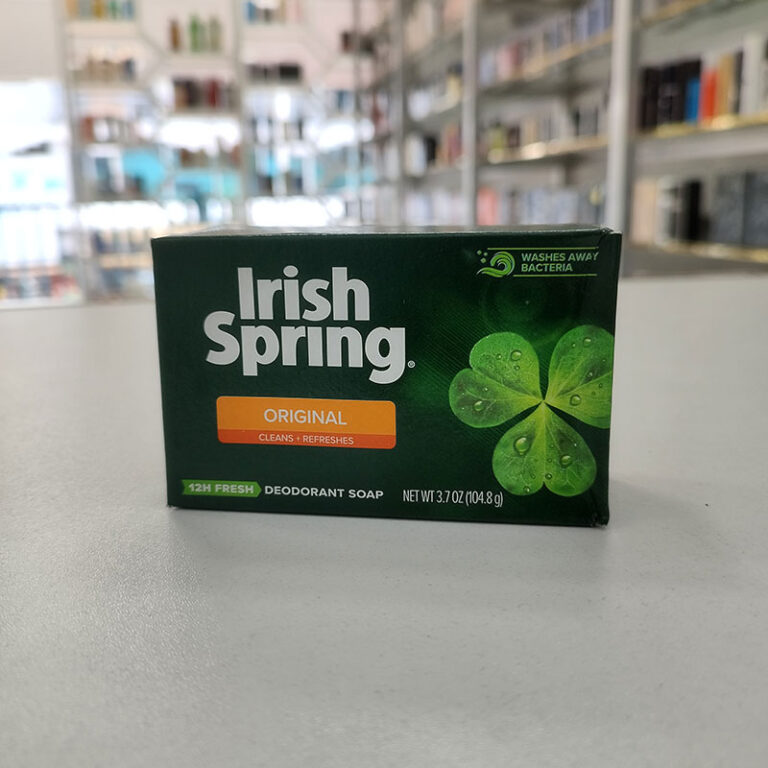 WASHES AWAY
BACTERIA
Irish
Spring®
ORIGINAL
CLEANS + REFRESHES
12H FRESH DEODORANT SOAP NET WT 3.7 OZ (104.8 g)